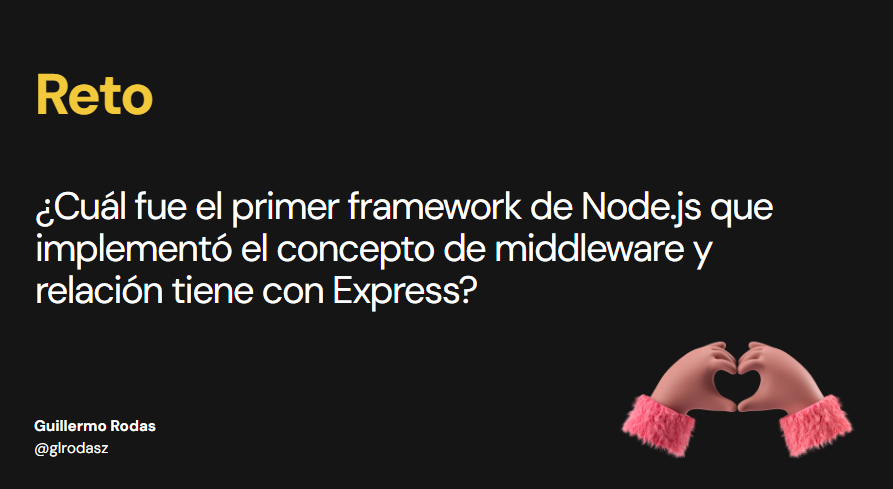 Reto
¿Cuál fue el primer framework de Node.js que
implementó el concepto de middleware y
relación tiene con Express?
Guillermo Rodas
@glrodasz